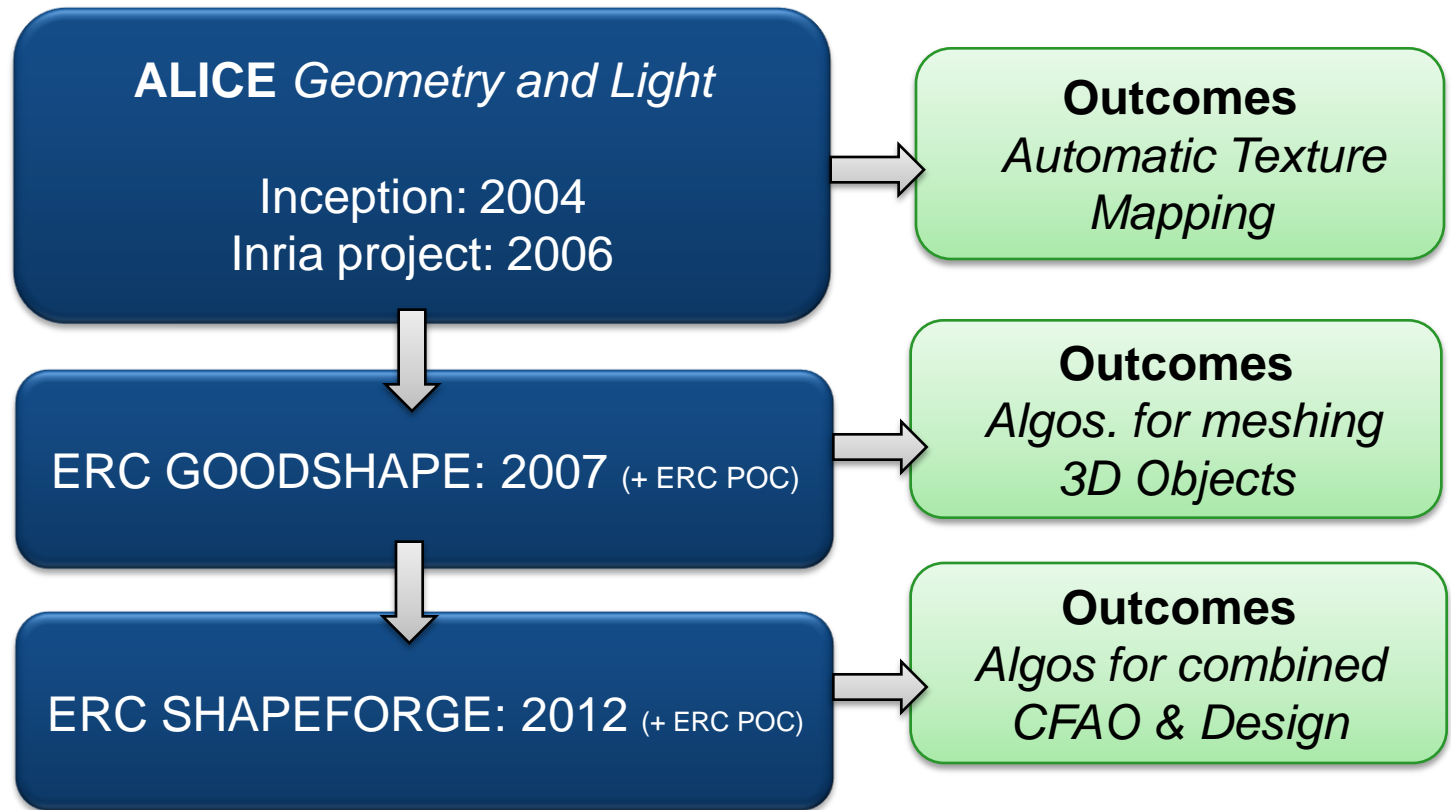 ALICE Geometry and Light
Inception: 2004
Inria project: 2006
Outcomes
Automatic Texture
Mapping
ERC GOODSHAPE: 2007 (+ ERC POC)
Outcomes
Algos. for meshing
3D Objects
ERC SHAPEFORGE: 2012 (+ ERC POC)
Outcomes
Algos for combined
CFAO & Design